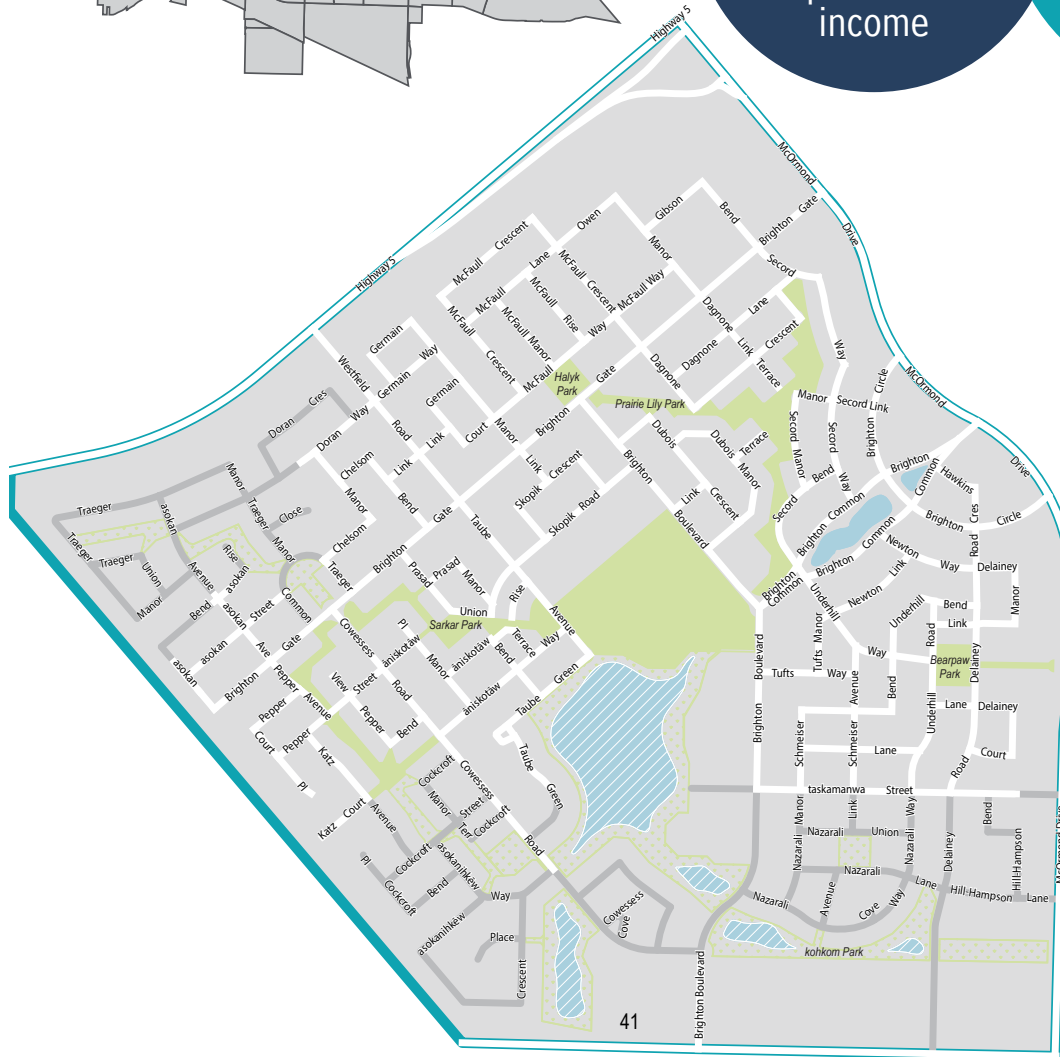 income
Highway 5
McOrmond
Drive
Highway 5
Gibson
Bend
Brighton Gate
Owen
Manor
Secord
McFaull Crescent
McFaull Lane
McFaull Crescent
McFaull Way
McFaull Rise
McFaull Manor
McFaull Crescent
McFaull Way
Dagnone Lane
Dagnone Link
Crescent
Terrace
Dagnone
Dagnone
Way
Germain
Way
Germain
Germain
Westfield
Road
Link
Court
Manor
Link
Halyk
Park
Gate
Brighton
Prairie Lily Park
Circle
McOrmond
Manor
Secord Link
Secord Manor
Secord
Way
Brighton
Doran
Cres
Doran Way
Chelsom
Link
Manor
Bend
Gate
Chelsom
Brighton
Skopik
Crescent
Skopik Road
Dubois
Dubois
Terrace
Manor
Brighton
Link
Crescent
Boulevard
Secord
Bend
Brighton Common
Brighton
Common
Hawkins
Drive
Brighton
Circle
Cres
Road
Brighton
Common
Newton
Way
Link
Newton
Delainey
Manor
Traeger
Manor
Traeger
Manor
Close
asokan
Traeger
Traeger
Union
Manor
Avenue
Bend
Rise
asokan
asokan
Street
asokan
Ave
asokan
Common
Traeger
Gate
Brighton
Taube
Prasad
Prasad
Manor
Union
Rise
Sarkar Park
Avenue
Terrace
Way
Bend
âniskotâw
âniskotâw
âniskotâw
Pl
Manor
Cowessess
Road
Street
View
Pepper
Bend
Pepper
Avenue
Pepper
Court
Pepper
Pl
Katz
Avenue
Katz Court
Taube
Green
Taube
Green
Brighton
Common
Underhill
Underhill
Bend
Link
Road
Way
Bend
Underhill
Bearpaw
Park
Delainey
Lane
Delainey
Court
Road
Tufts
Way
Tufts Manor
Avenue
Schmeiser
Schmeiser
Lane
Boulevard
Brighton
taskamanwa
Street
Cockcroft
Manor
Street
Terr
Cockcroft
Cowessess
Road
Cockcroft
Pl
Cockcroft
Bend
asokanihkêw
Way
asokanihkêw
Place
Crescent
Cowessess
Cove
Link
Nazarali Manor
Nazarali
Union
Nazarali Way
Nazarali
Lane
Nazarali
Avenue
Cove
Way
Delainey
Bend
Hill-Hampson
Hill-Hampson
Lane
McOrmond Drive
kohkom Park
Brighton Boulevard
41